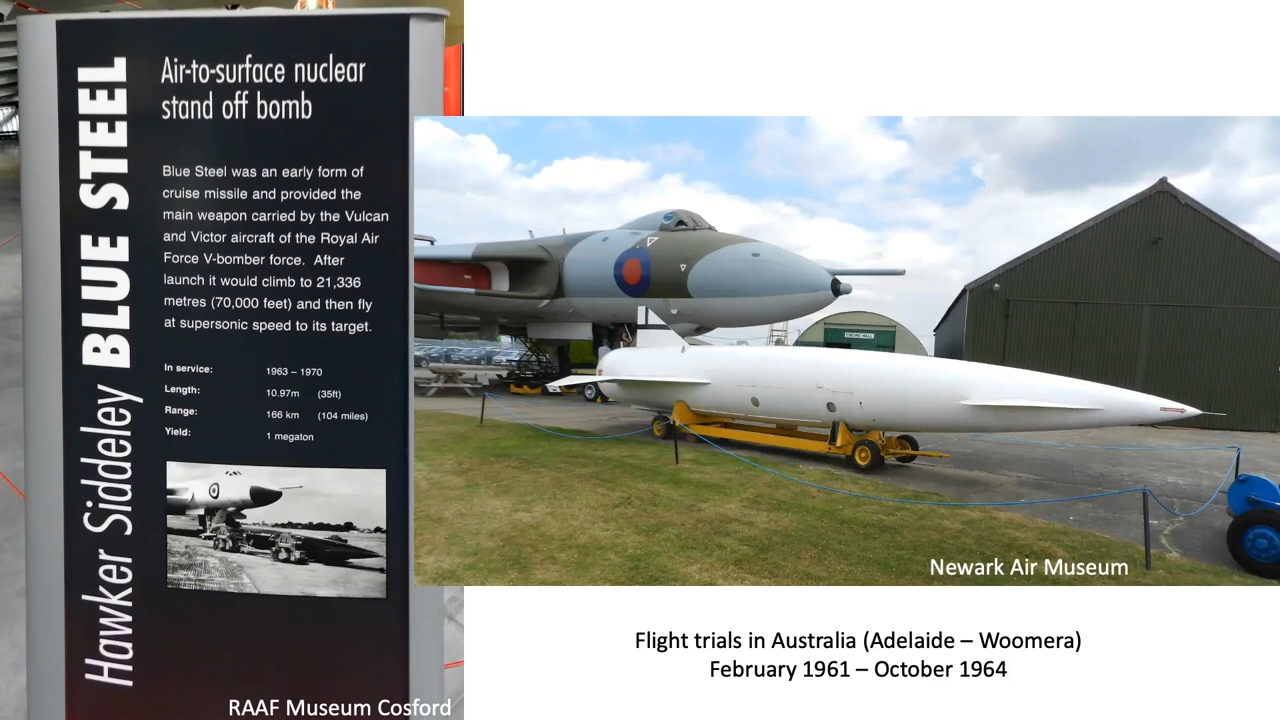 Hawker Siddeley BLUE STEEL
Air-to-surface nuclear
stand off bomb
Blue Steel was an early form of
cruise missile and provided the
main weapon carried by the Vulcan
and Victor aircraft of the Royal Air
Force V-bomber force. After
launch it would climb to 21,336
metres (70,000 feet) and then fly
at supersonic speed to its target.
In service: 1963 – 1970
Length: 10.97m (35ft)
Range: 166 km (104 miles)
Yield: 1 megaton
RAAF Museum Cosford
Newark Air Museum
Flight trials in Australia (Adelaide – Woomera)
February 1961 – October 1964